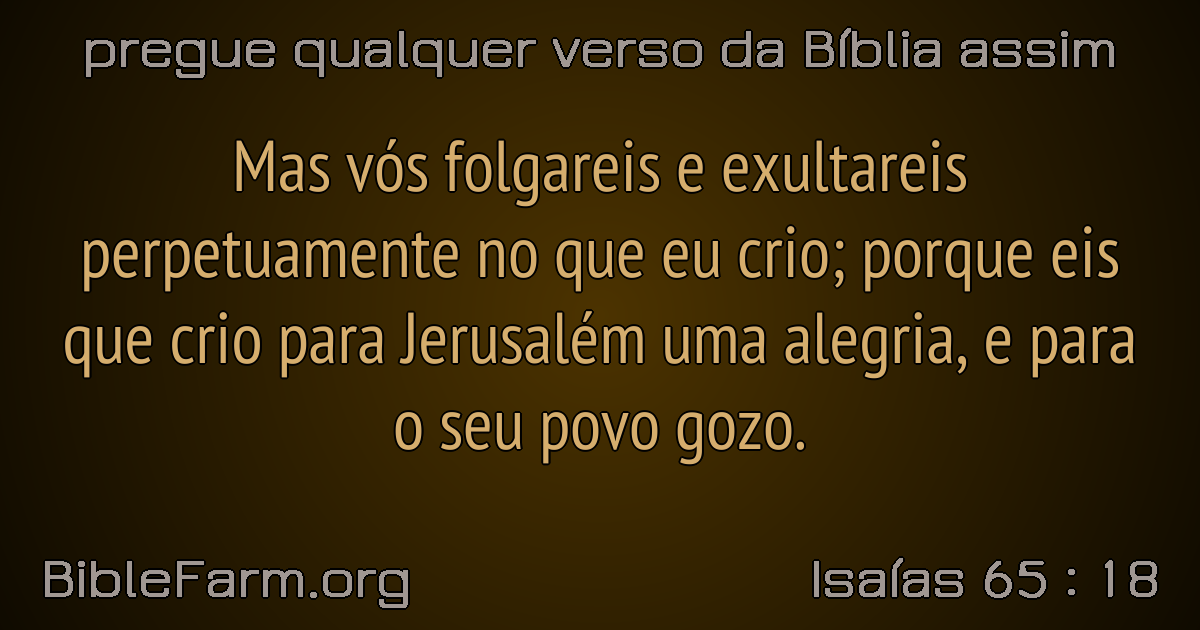 pregue qualquer verso da Bíblia assim
Mas vós folgareis e exultareis
perpetuamente no que eu crio; porque eis
que crio para Jerusalém uma alegria, e para
o seu povo gozo.
BibleFarm.org
Isaías 65 : 18